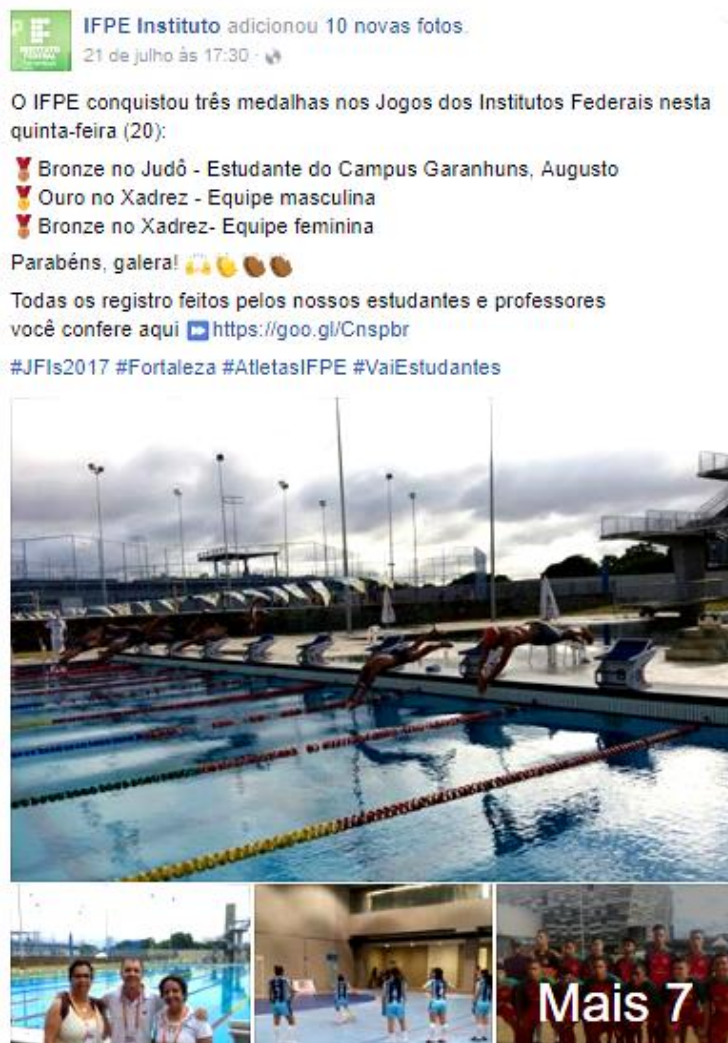 IFPE Instituto adicionou 10 novas fotos.
INSTITUTO
FEDERAL
21 de julho às 17:30 ·
O IFPE conquistou três medalhas nos Jogos dos Institutos Federais nesta
quinta-feira (20):
🥉 Bronze no Judô - Estudante do Campus Garanhuns, Augusto
🥇 Ouro no Xadrez - Equipe masculina
🥉 Bronze no Xadrez- Equipe feminina
Parabéns, galera! 🙌👏👏🏾👏🏾
Todas os registro feitos pelos nossos estudantes e professores
você confere aqui ⏩https://goo.gl/Cnspbr
#JFIs2017 #Fortaleza #AtletasIFPE #VaiEstudantes
Mais 7